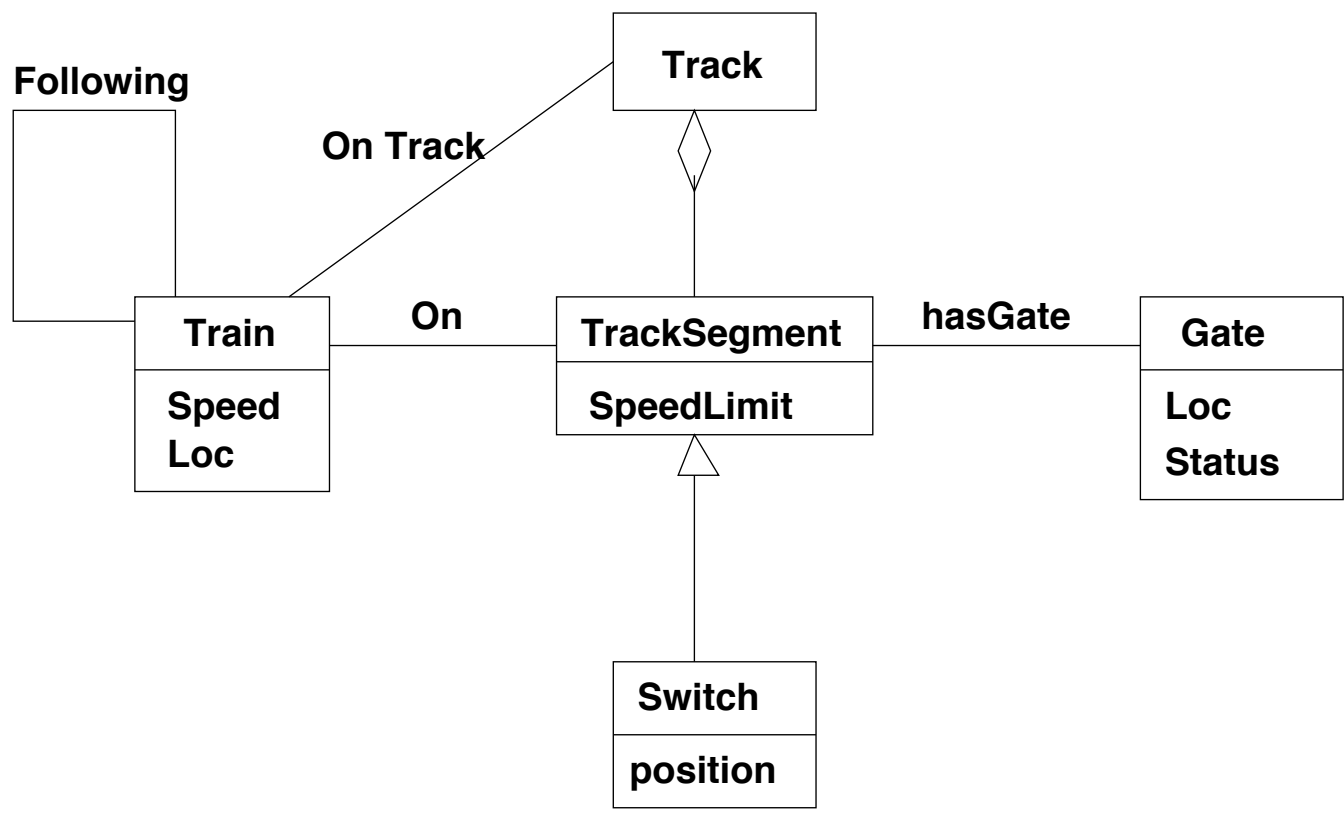 Track
Following
On Track
Train
On
TrackSegment
hasGate
Gate
Speed
Loc
SpeedLimit
Loc
Status
Switch
position